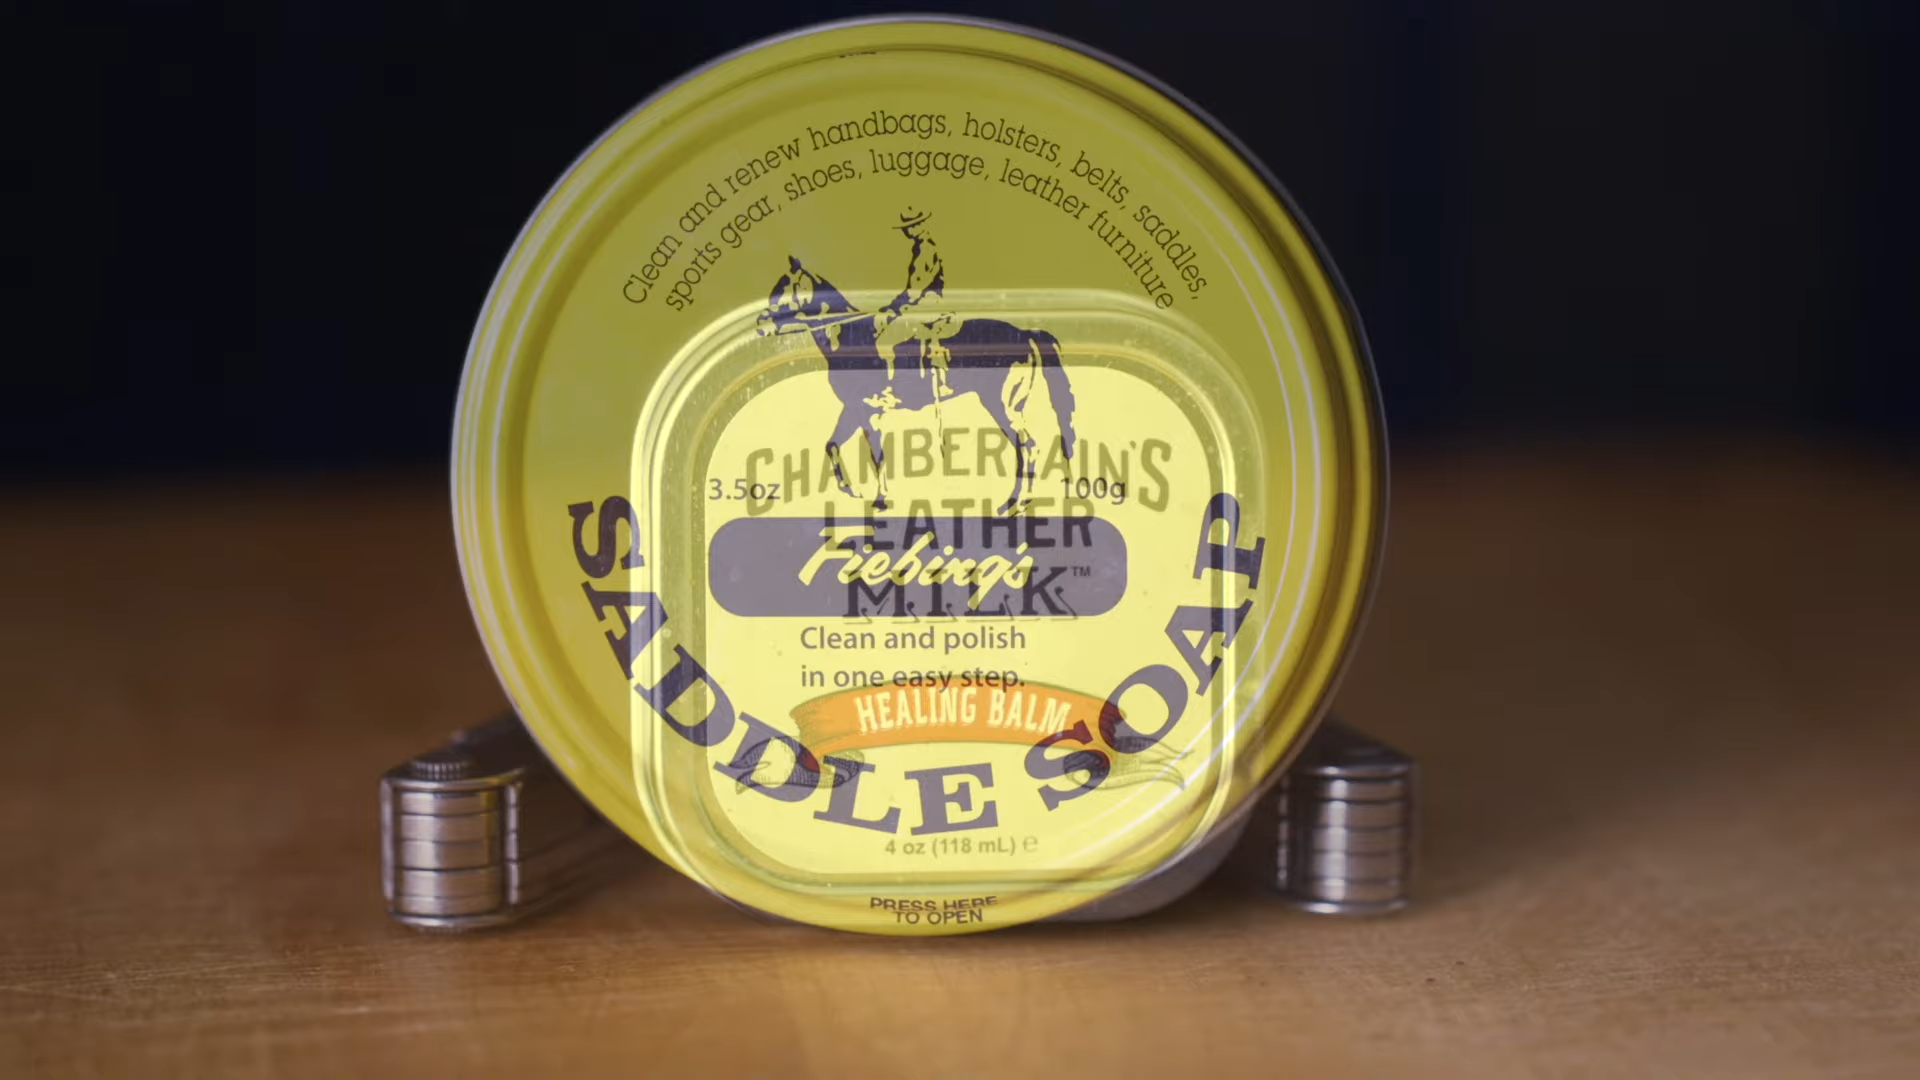 Clean and renew handbags, holsters, belts, saddles,
sports gear, shoes, luggage, leather furniture
CHAMBERLAIN'S
3.5oz 100g
LEATHER
Fiebing's
MILK™
Clean and polish
in one easy step.
HEALING BALM
SADDLE SOAP
4 oz (118 mL) ℮
PRESS HERE
TO OPEN